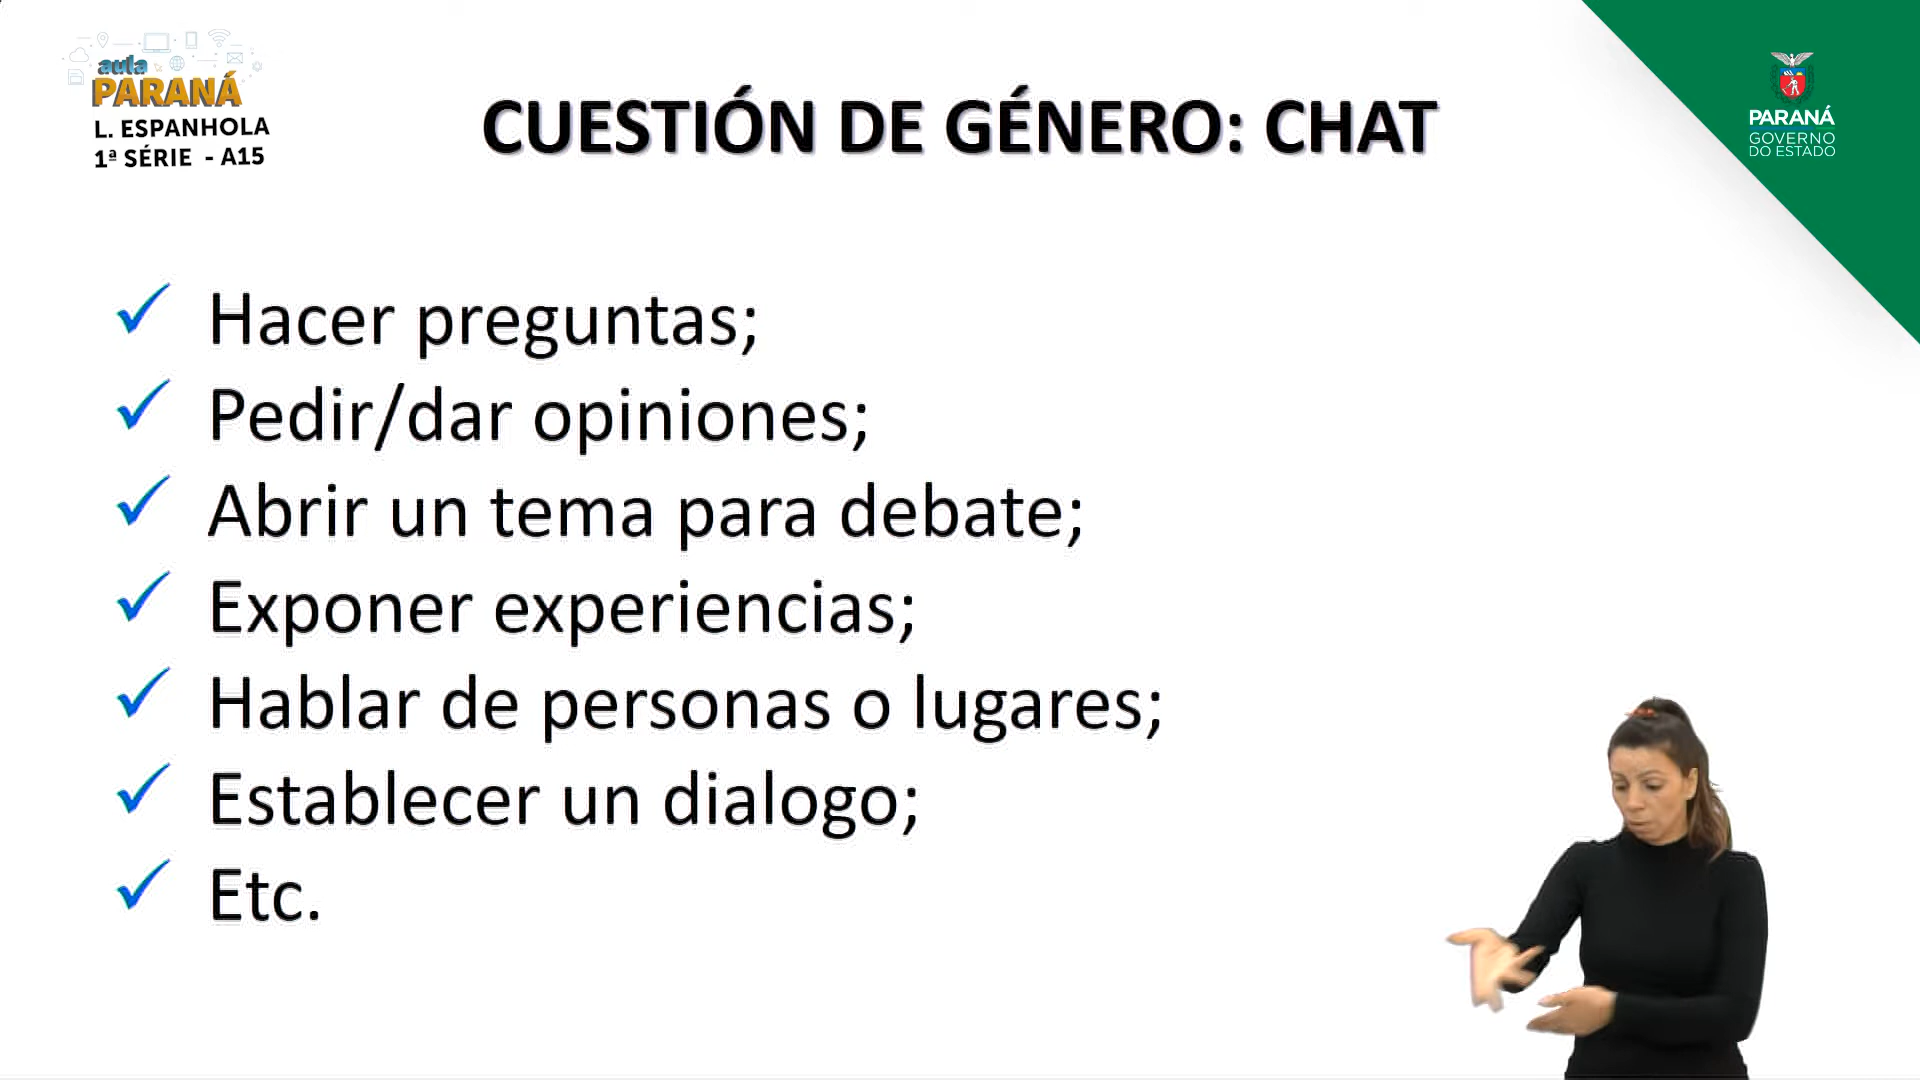 aula
PARANÁ
L. ESPANHOLA
1ª SÉRIE - A15
CUESTIÓN DE GÉNERO: CHAT
PARANÁ
GOVERNO
DO ESTADO
Hacer preguntas;
Pedir/dar opiniones;
Abrir un tema para debate;
Exponer experiencias;
Hablar de personas o lugares;
Establecer un dialogo;
Etc.